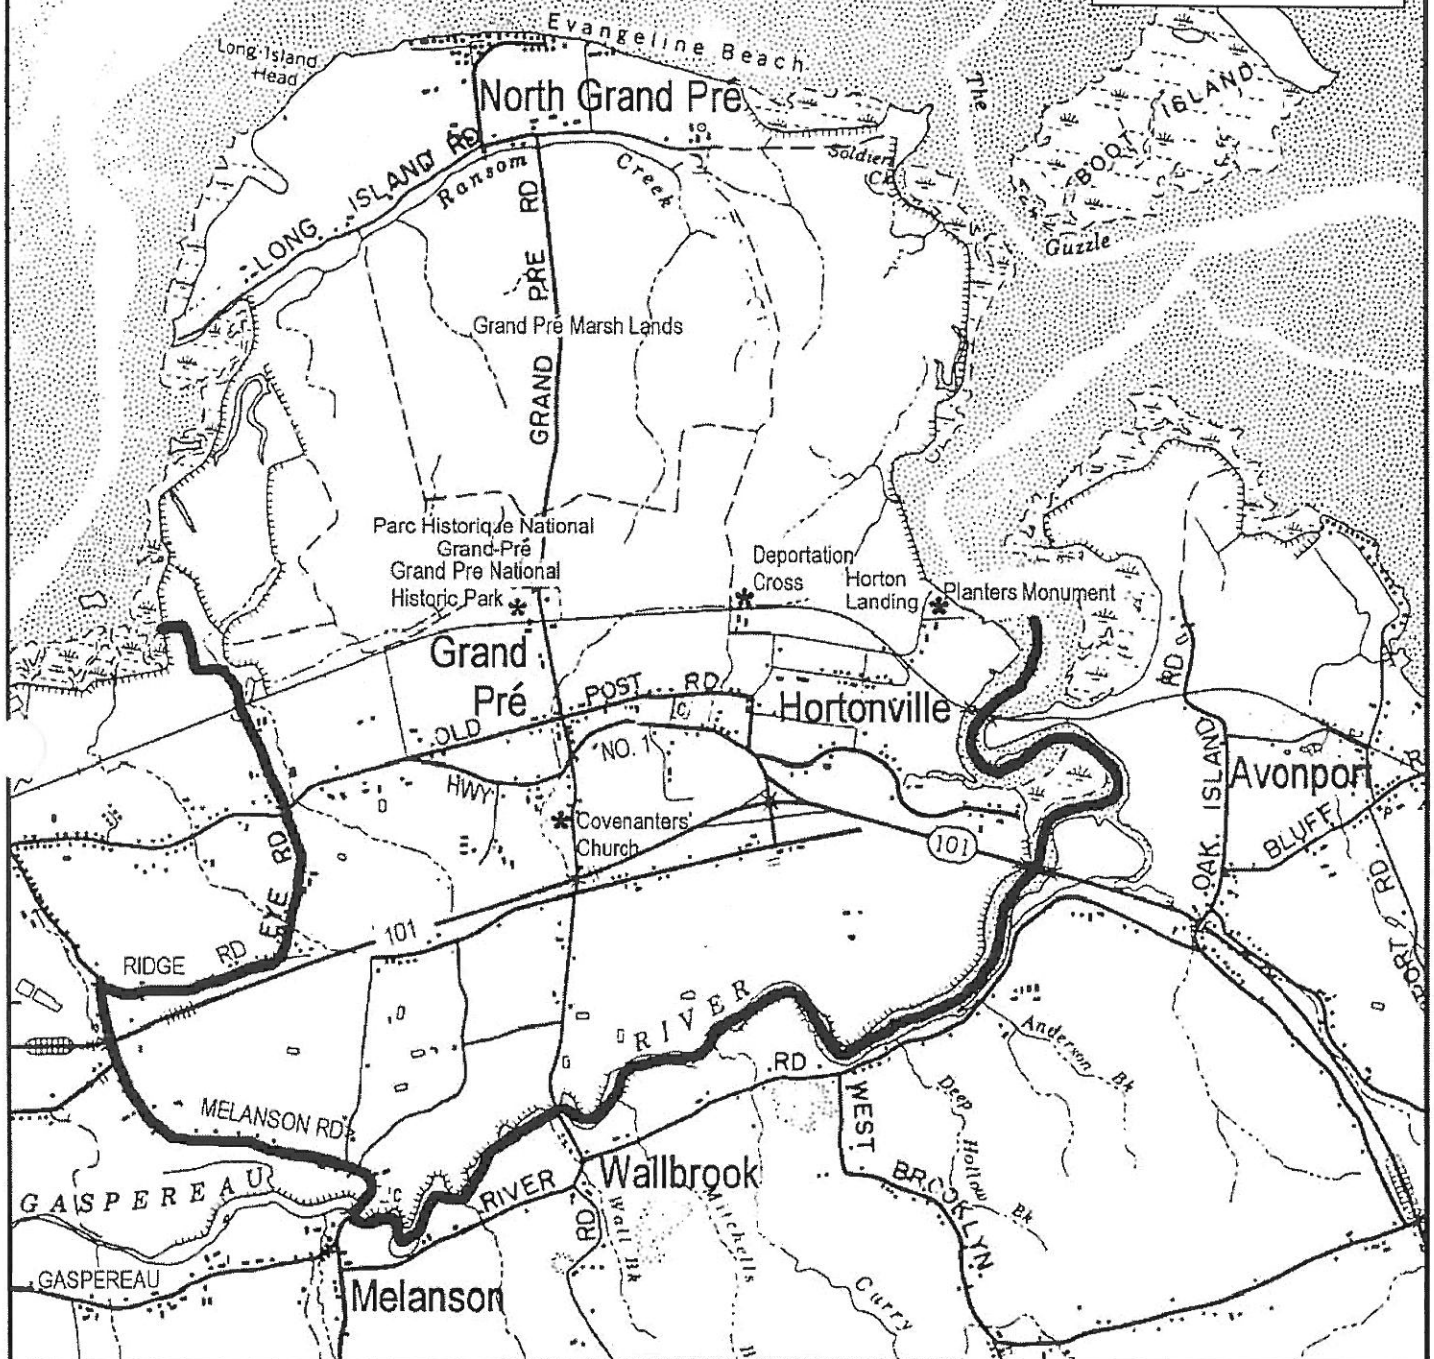 Evangeline Beach
Long Island
Head
North Grand Pré
The
BOOT ISLAND
Guzzle
LONG ISLAND RD
Ransom Creek
Soldier
Ck
GRAND PRE RD
Grand Pré Marsh Lands
Parc Historique National
Grand-Pré
Grand Pre National
Historic Park
Deportation
Cross
Horton
Landing
Planters Monument
Grand
Pré
OLD POST RD
Hortonville
C
NO. 1
HWY
Covenanters'
Church
101
OAK ISLAND RD
Avonport
BLUFF
R
PORT RD
EYE RD
RIDGE RD
101
RIVER
RD
Anderson Bk
Deep Hollow Bk
WEST
BROOKLYN
MELANSON RD
GASPEREAU
C
RIVER
RD
Wallbrook
Wall Bk
Mitchells
B
Curry
GASPEREAU
Melanson